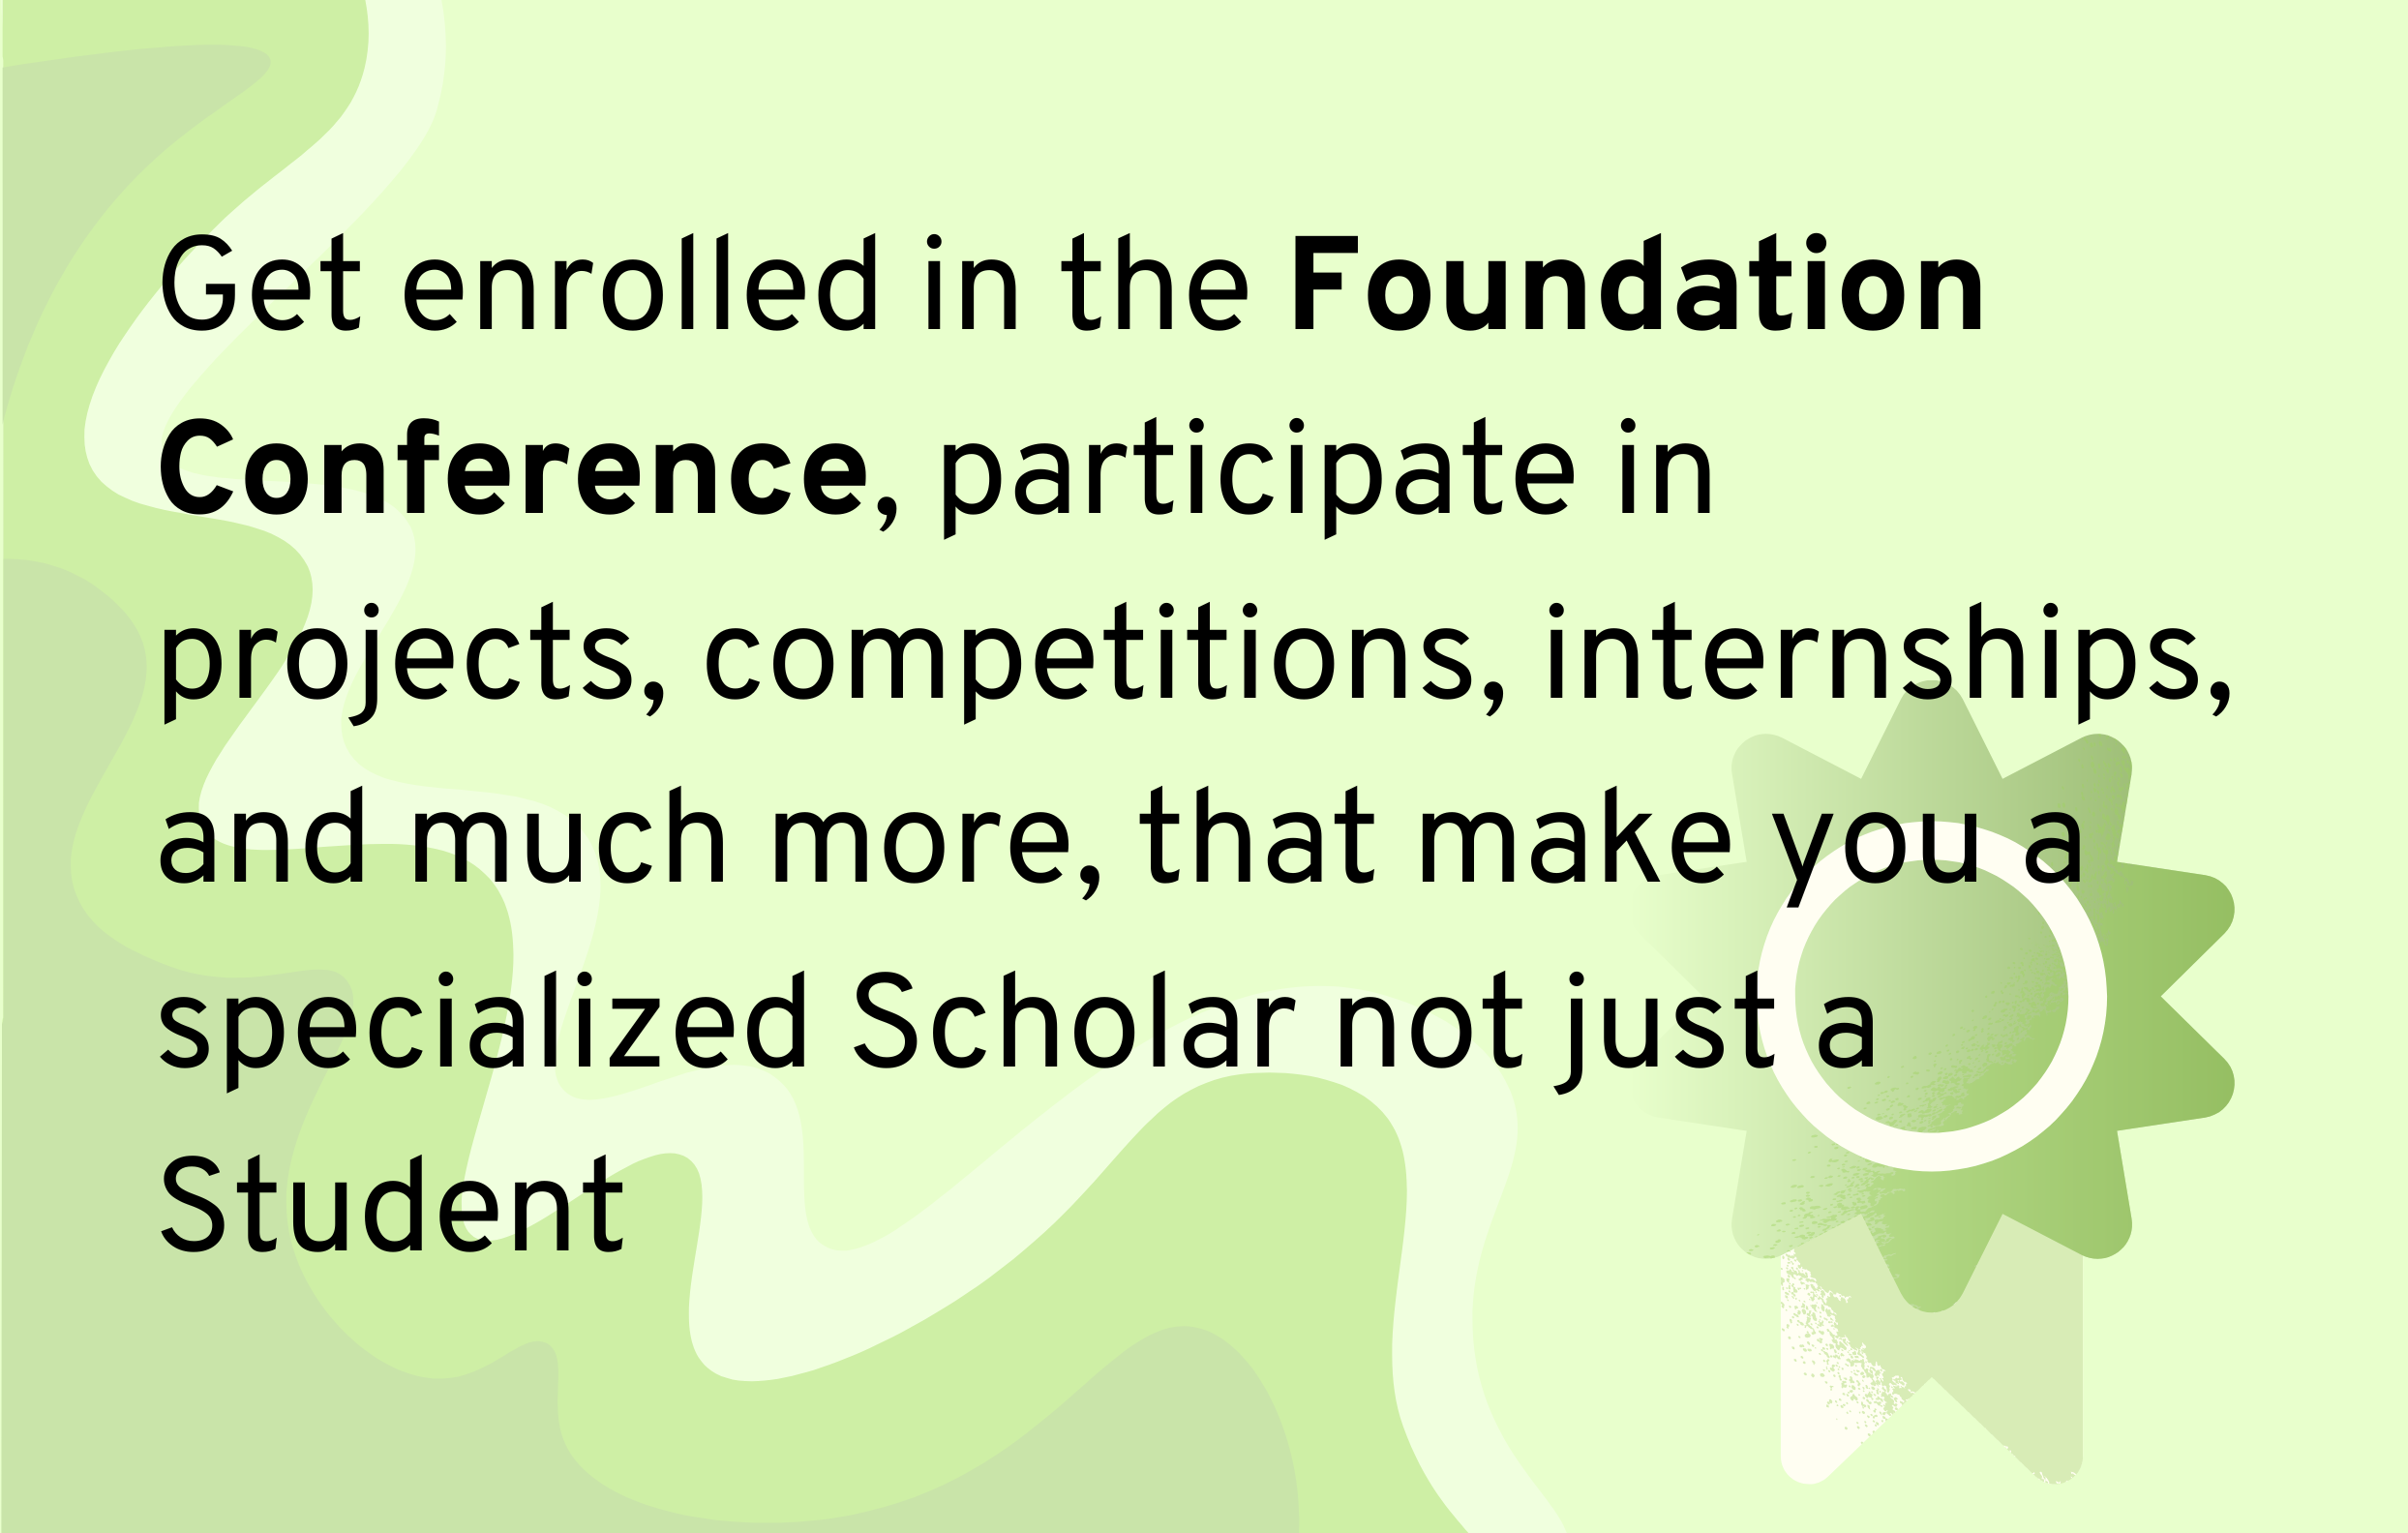 Get enrolled in the Foundation
Conference, participate in
projects, competitions, internships,
and much more, that make you a
specialized Scholar not just a
Student